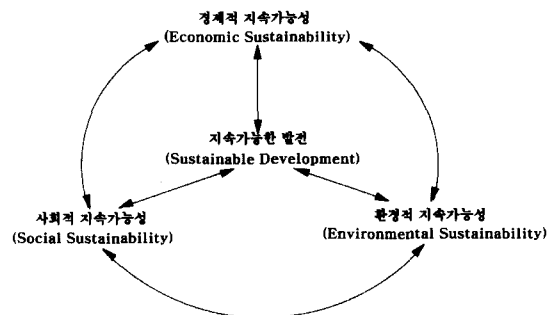 경제적 지속가능성
(Economic Sustainability)
지속가능한 발전
(Sustainable Development)
사회적 지속가능성
(Social Sustainability)
환경적 지속가능성
(Environmental Sustainability)